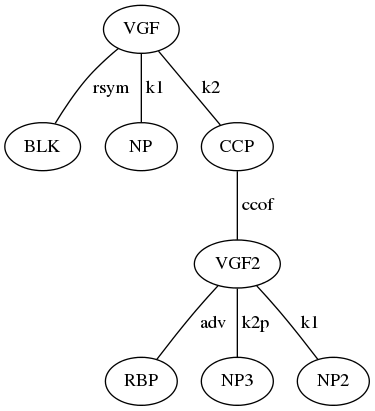 VGF
rsym k1 k2
BLK NP CCP
ccof
VGF2
adv k2p k1
RBP NP3 NP2